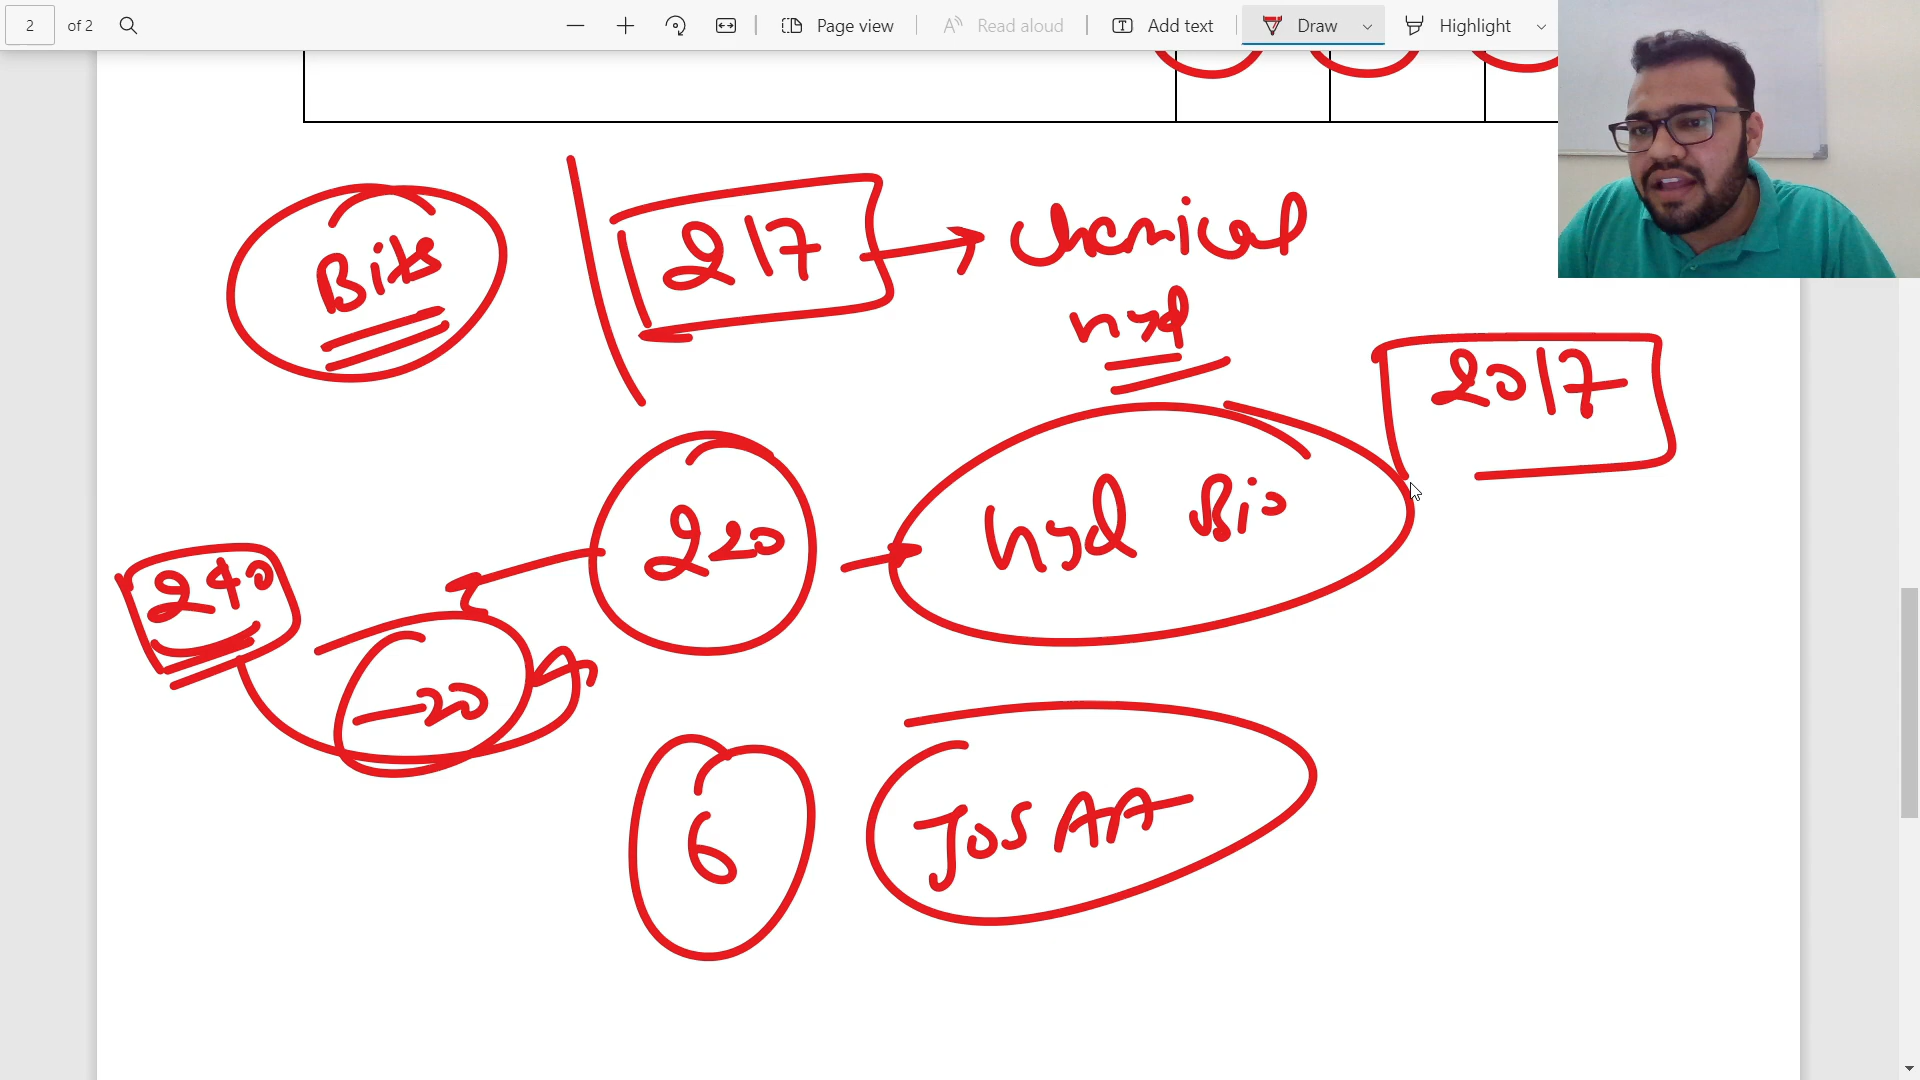 2 of 2 Page view Read aloud Add text Draw Highlight
Bits 217 → Chemical
hyd
2017
220 → hyd Bio
240
-20
6 JOSAA